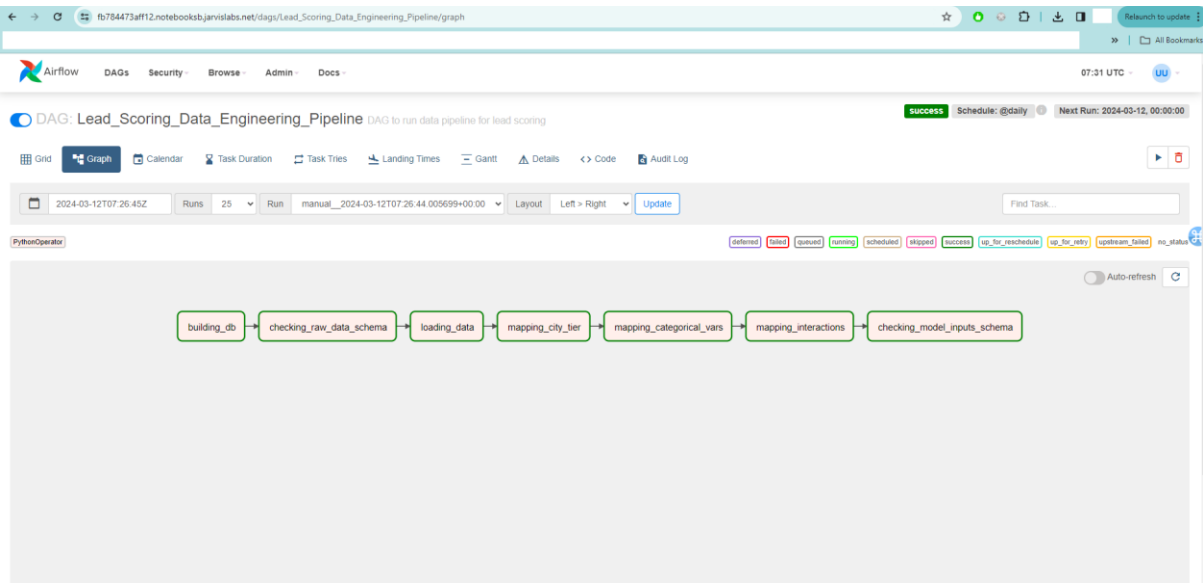 fb784473aff12.notebooksb.jarvislabs.net/dags/Lead_Scoring_Data_Engineering_Pipeline/graph
Relaunch to update
» All Bookmarks
Airflow DAGs Security Browse Admin Docs 07:31 UTC UU
DAG: Lead_Scoring_Data_Engineering_Pipeline DAG to run data pipeline for lead scoring
success Schedule: @daily Next Run: 2024-03-12, 00:00:00
Grid Graph Calendar Task Duration Task Tries Landing Times Gantt Details <> Code Audit Log
2024-03-12T07:26:45Z Runs 25 Run manual__2024-03-12T07:26:44.005699+00:00 Layout Left > Right Update Find Task...
PythonOperator deferred failed queued running scheduled skipped success up_for_reschedule up_for_retry upstream_failed no_status
Auto-refresh
building_db checking_raw_data_schema loading_data mapping_city_tier mapping_categorical_vars mapping_interactions checking_model_inputs_schema